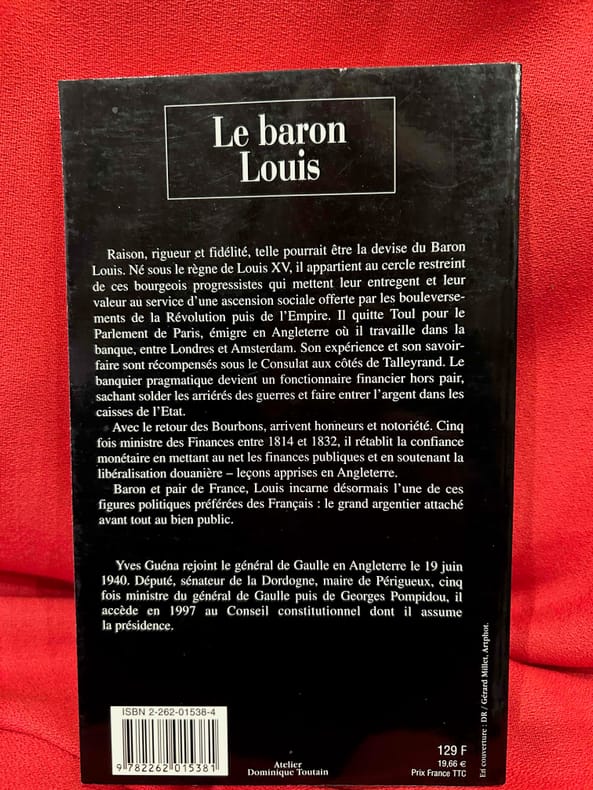 Le baron
Louis
Raison, rigueur et fidélité, telle pourrait être la devise du Baron
Louis. Né sous le règne de Louis XV, il appartient au cercle restreint
de ces bourgeois progressistes qui mettent leur entregent et leur
valeur au service d'une ascension sociale offerte par les bouleverse-
ments de la Révolution puis de l'Empire. Il quitte Toul pour le
Parlement de Paris, émigre en Angleterre où il travaille dans la
banque, entre Londres et Amsterdam. Son expérience et son savoir-
faire sont récompensés sous le Consulat aux côtés de Talleyrand. Le
banquier pragmatique devient un fonctionnaire financier hors pair,
sachant solder les arriérés des guerres et faire entrer l'argent dans les
caisses de l'Etat.
Avec le retour des Bourbons, arrivent honneurs et notoriété. Cinq
fois ministre des Finances entre 1814 et 1832, il rétablit la confiance
monétaire en mettant au net les finances publiques et en soutenant la
libéralisation douanière – leçons apprises en Angleterre.
Baron et pair de France, Louis incarne désormais l'une de ces
figures politiques préférées des Français : le grand argentier attaché
avant tout au bien public.
Yves Guéna rejoint le général de Gaulle en Angleterre le 19 juin
1940. Député, sénateur de la Dordogne, maire de Périgueux, cinq
fois ministre du général de Gaulle puis de Georges Pompidou, il
accède en 1997 au Conseil constitutionnel dont il assume
la présidence.
ISBN 2-262-01538-4
9 782262 015381
Atelier
Dominique Toutain
129 F
19,66 €
Prix France TTC
En couverture : DR / Gérard Millet, Artphot.